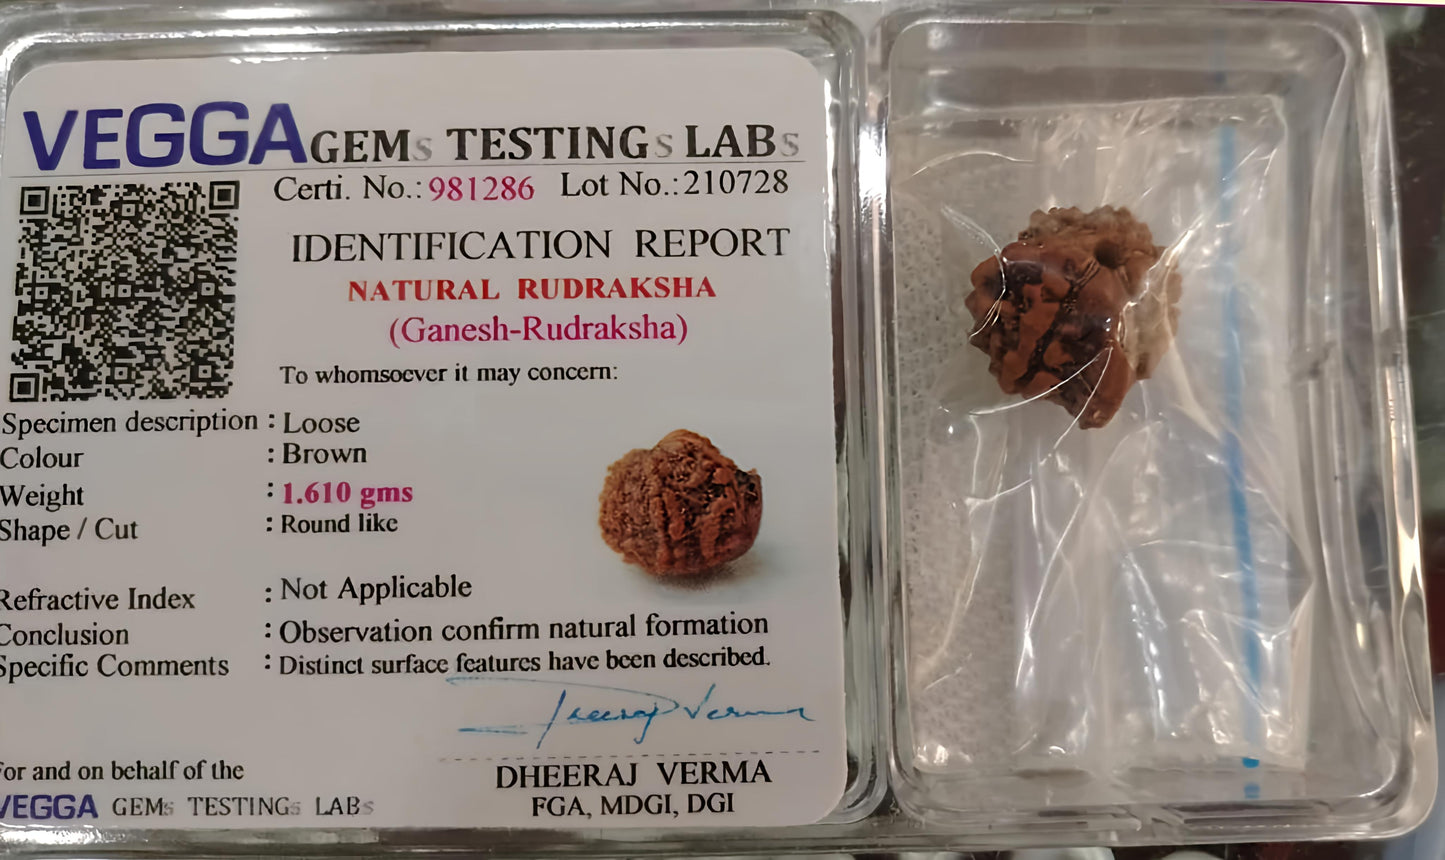 VEGGA GEMs TESTINGs LABs
Certi. No.: 981286 Lot No.: 210728
IDENTIFICATION REPORT
NATURAL RUDRAKSHA
(Ganesh-Rudraksha)
To whomsoever it may concern:
Specimen description : Loose
Colour : Brown
Weight : 1.610 gms
Shape / Cut : Round like
Refractive Index : Not Applicable
Conclusion : Observation confirm natural formation
Specific Comments : Distinct surface features have been described.
Dheeraj Verma
For and on behalf of the
VEGGA GEMs TESTINGs LABs
DHEERAJ VERMA
FGA, MDGI, DGI